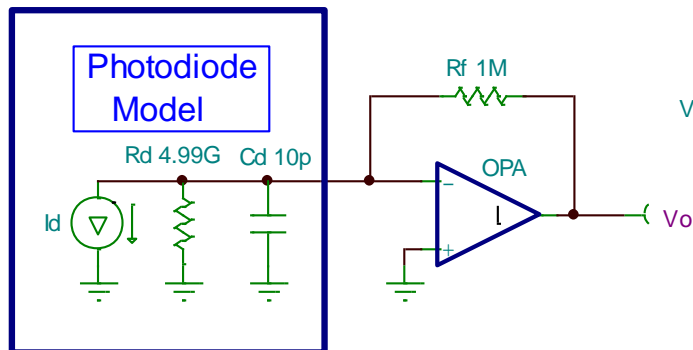 Photodiode
Model
Rf 1M
V
Rd 4.99G
Cd 10p
OPA
Id
Vo